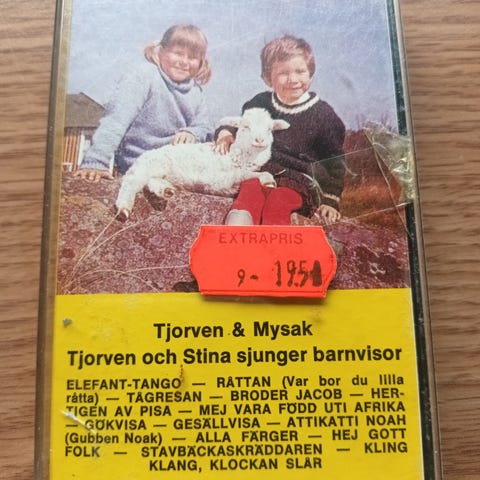 EXTRAPRIS
9-
Tjorven & Mysak
Tjorven och Stina sjunger barnvisor
ELEFANT-TANGO — RÅTTAN (Var bor du lilla
råtta) — TÅGRESAN — BRODER JACOB — HER-
TIGEN AV PISA — MEJ VARA FÖDD UTI AFRIKA
— GÖKVISA — GESÄLLVISA — ATTIKATTI NOAH
(Gubben Noak) — ALLA FÄRGER — HEJ GOTT
FOLK — STAVBÄCKASKRÄDDAREN — KLING
KLANG, KLOCKAN SLÅR